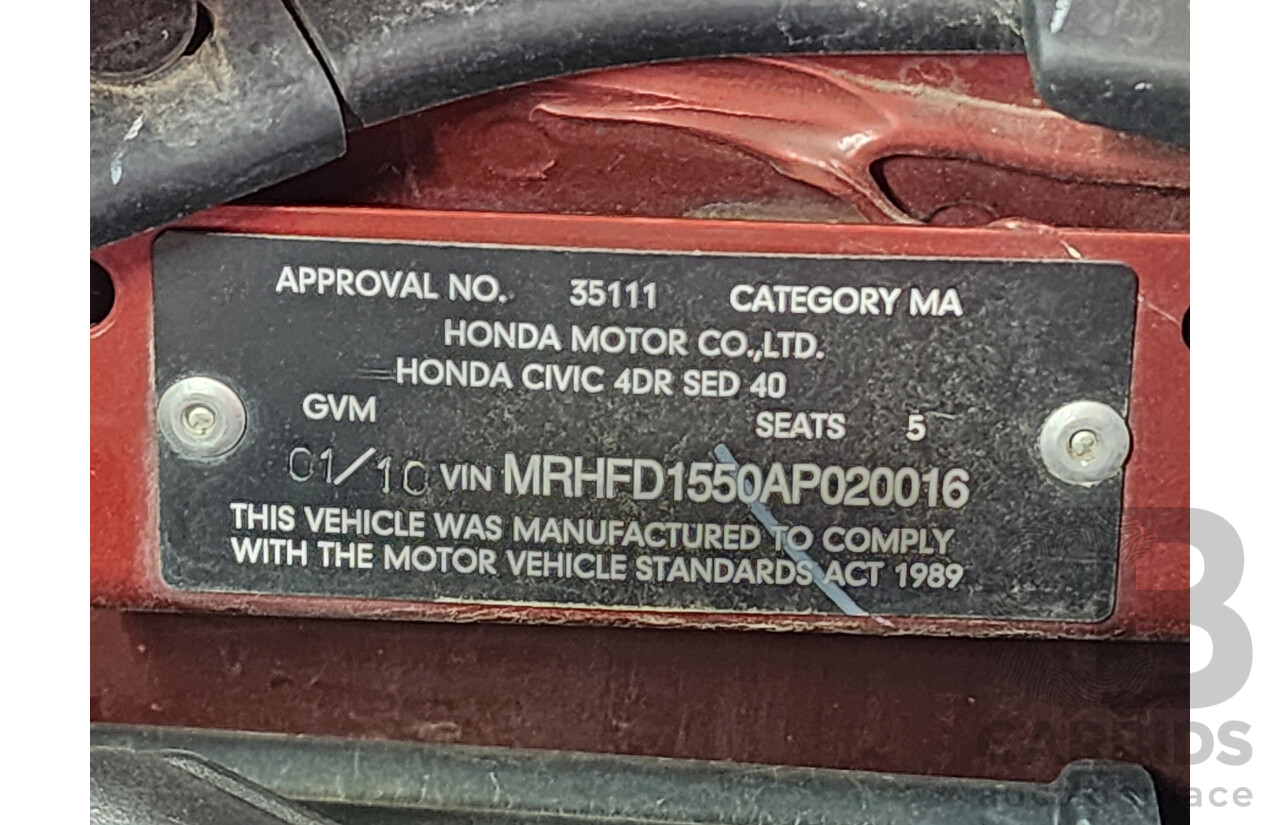 APPROVAL NO. 35111 CATEGORY MA
HONDA MOTOR CO.,LTD.
HONDA CIVIC 4DR SED 40
GVM SEATS 5
01/10 VIN MRHFD1550AP020016
THIS VEHICLE WAS MANUFACTURED TO COMPLY
WITH THE MOTOR VEHICLE STANDARDS ACT 1989
B
CARBIDS